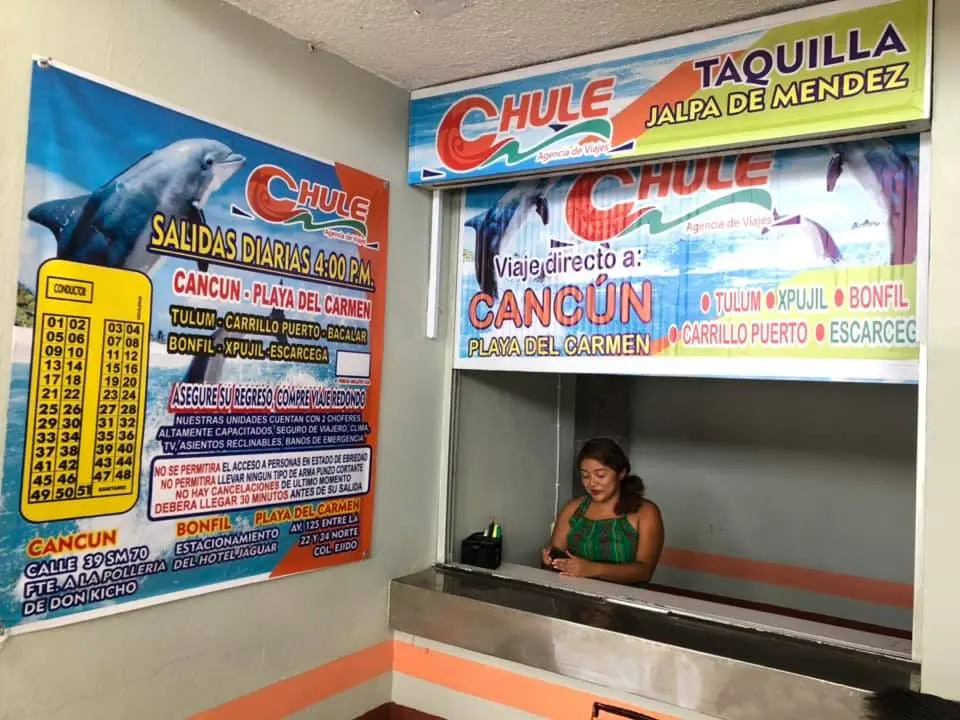 CHULE
Agencia de Viajes
SALIDAS DIARIAS 4:00 P.M.
CANCUN - PLAYA DEL CARMEN
TULUM - CARRILLO PUERTO - BACALAR
BONFIL - XPUJIL - ESCARCEGA
ASEGURE SU REGRESO, COMPRE VIAJE REDONDO
NUESTRAS UNIDADES CUENTAN CON 2 CHOFERES
ALTAMENTE CAPACITADOS, SEGURO DE VIAJERO, CLIMA,
TV, ASIENTOS RECLINABLES, BANOS DE EMERGENCIA
NO SE PERMITIRA EL ACCESO A PERSONAS EN ESTADO DE EBRIEDAD
NO PERMITIRA LLEVAR NINGUN TIPO DE ARMA PUNZO CORTANTE
NO HAY CANCELACIONES DE ULTIMO MOMENTO
DEBERA LLEGAR 30 MINUTOS ANTES DE SU SALIDA
CONDUCTOR
01 02 03 04
05 06 07 08
09 10 11 12
13 14 15 16
17 18 19 20
21 22 23 24
25 26 27 28
29 30 31 32
33 34 35 36
37 38 39 40
41 42 43 44
45 46 47 48
49 50 51
SANITARIO
CANCUN
CALLE 39 SM 70
FTE. A LA POLLERIA
DE DON KICHO
BONFIL
ESTACIONAMIENTO
DEL HOTEL JAGUAR
PLAYA DEL CARMEN
AV. 125 ENTRE LA
22 Y 24 NORTE
COL. EJIDO
CHULE
Agencia de Viajes
TAQUILLA
JALPA DE MENDEZ
CHULE
Agencia de Viajes
Viaje directo a:
CANCÚN
PLAYA DEL CARMEN
• TULUM • XPUJIL • BONFIL
• CARRILLO PUERTO • ESCARCEG